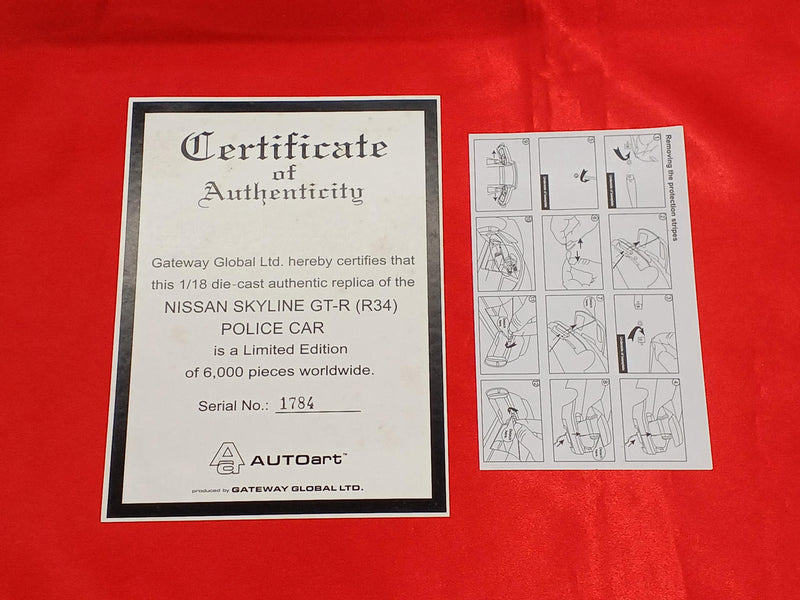 Certificate
of
Authenticity
Gateway Global Ltd. hereby certifies that
this 1/18 die-cast authentic replica of the
NISSAN SKYLINE GT-R (R34)
POLICE CAR
is a Limited Edition
of 6,000 pieces worldwide.
Serial No.: 1784
AUTOart™
produced by GATEWAY GLOBAL LTD.
Removing the protection stripes